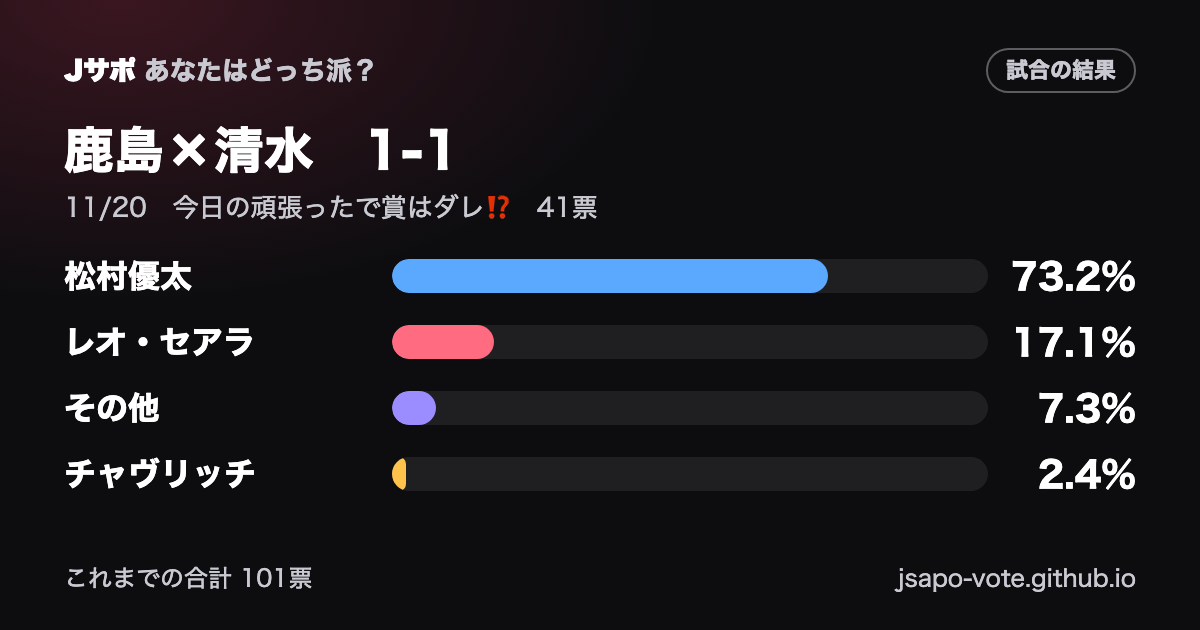 Jサポ あなたはどっち派？
試合の結果
鹿島×清水　1-1
11/20　今日の頑張ったで賞はダレ⁉　41票
松村優太 73.2%
レオ・セアラ 17.1%
その他 7.3%
チャヴリッチ 2.4%
これまでの合計 101票
jsapo-vote.github.io